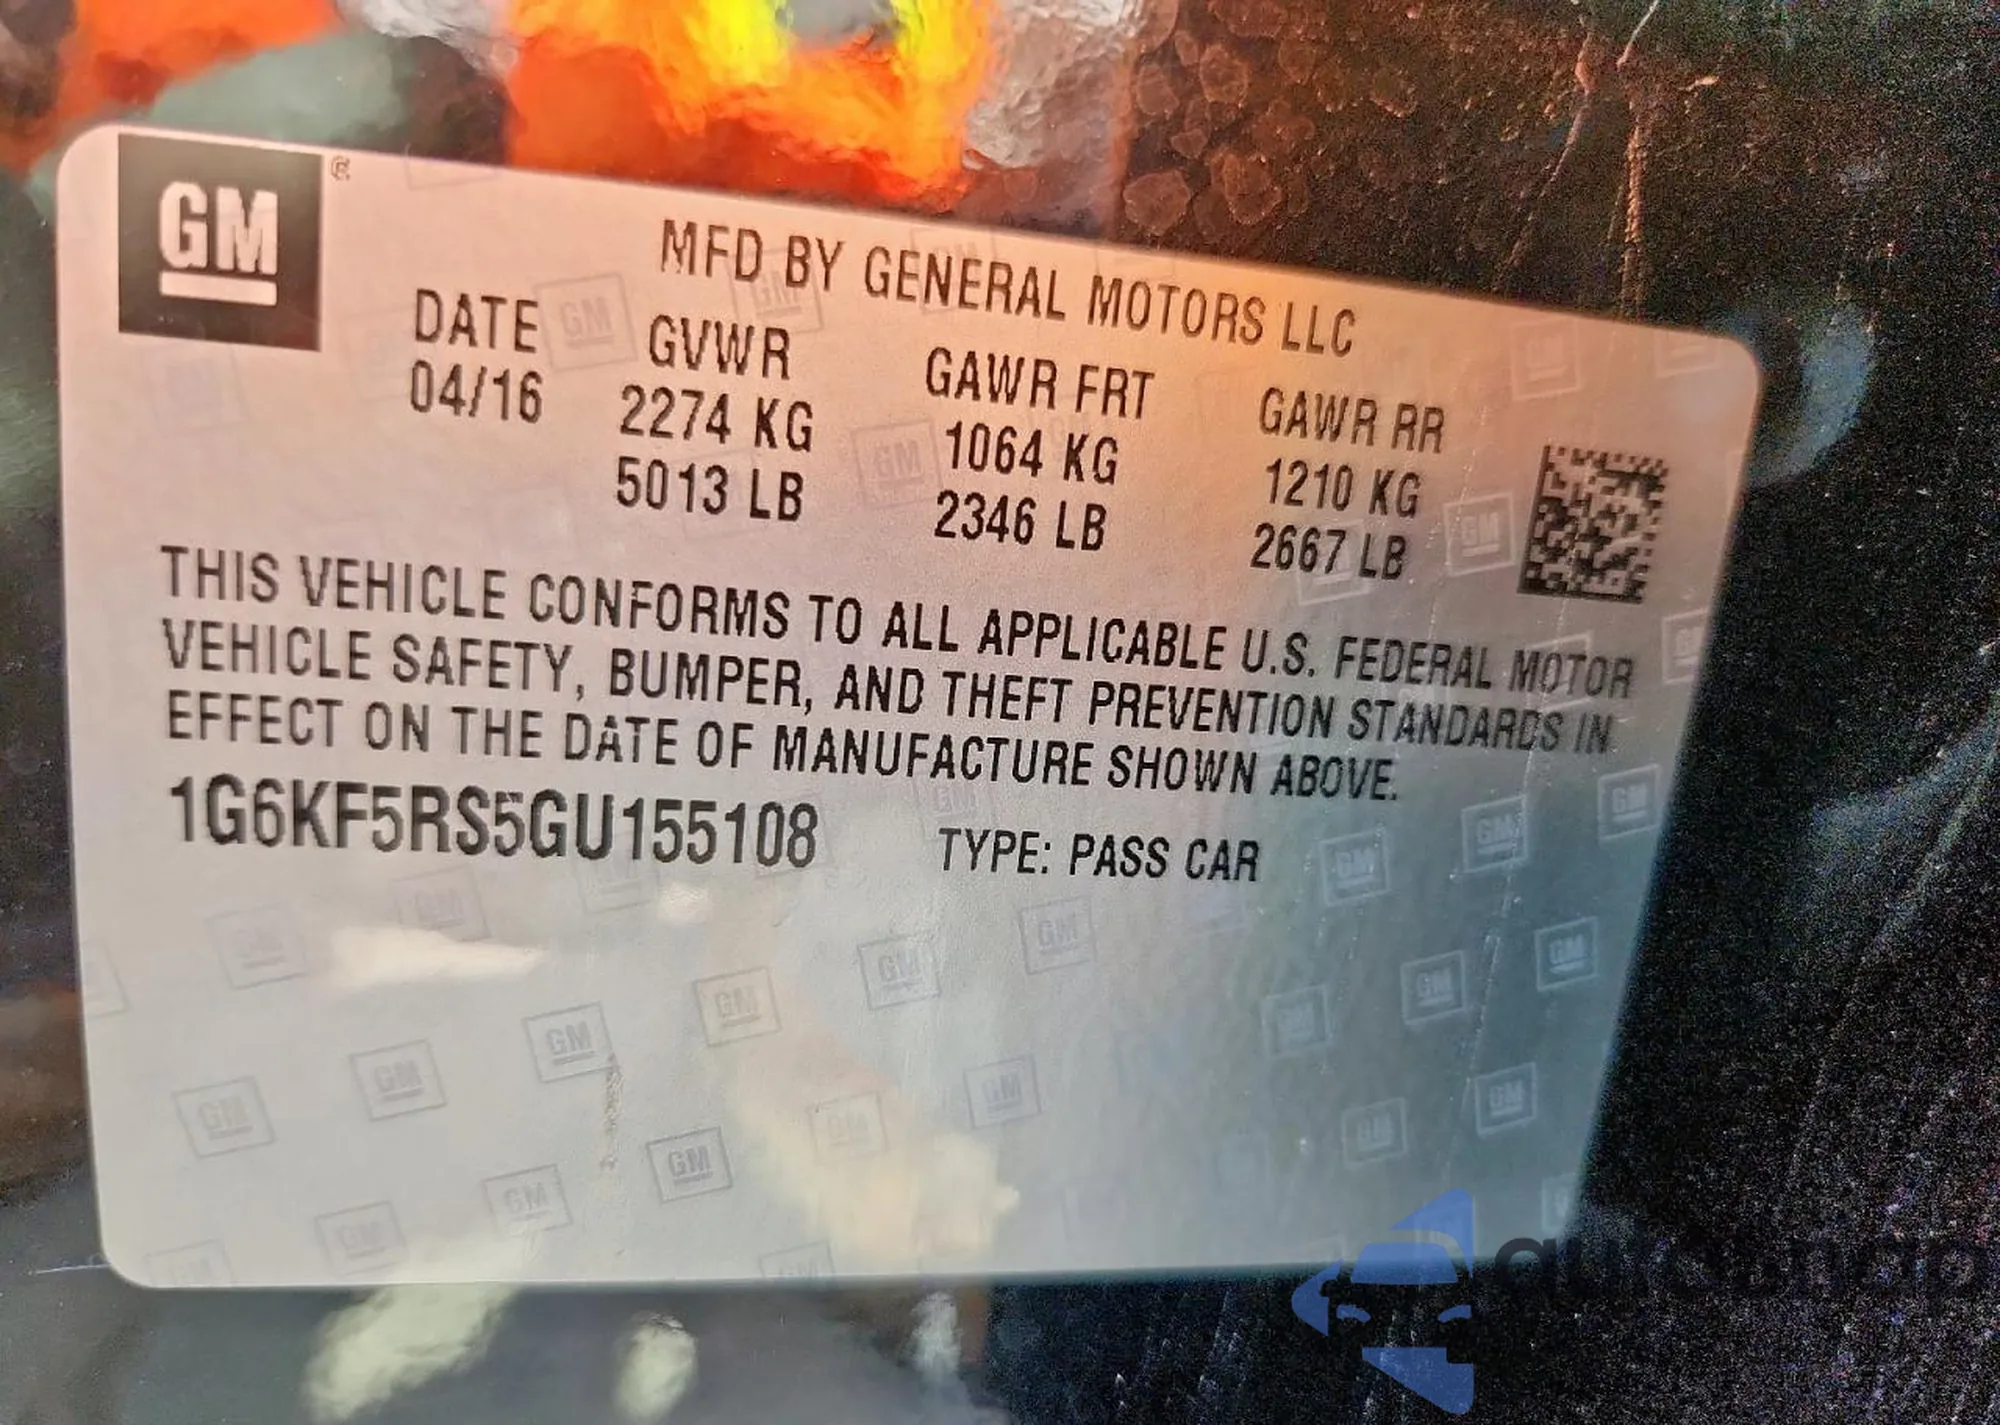 GM
MFD BY GENERAL MOTORS LLC
DATE GVWR GAWR FRT GAWR RR
04/16 2274 KG 1064 KG 1210 KG
5013 LB 2346 LB 2667 LB
THIS VEHICLE CONFORMS TO ALL APPLICABLE U.S. FEDERAL MOTOR
VEHICLE SAFETY, BUMPER, AND THEFT PREVENTION STANDARDS IN
EFFECT ON THE DATE OF MANUFACTURE SHOWN ABOVE.
1G6KF5RS5GU155108 TYPE: PASS CAR